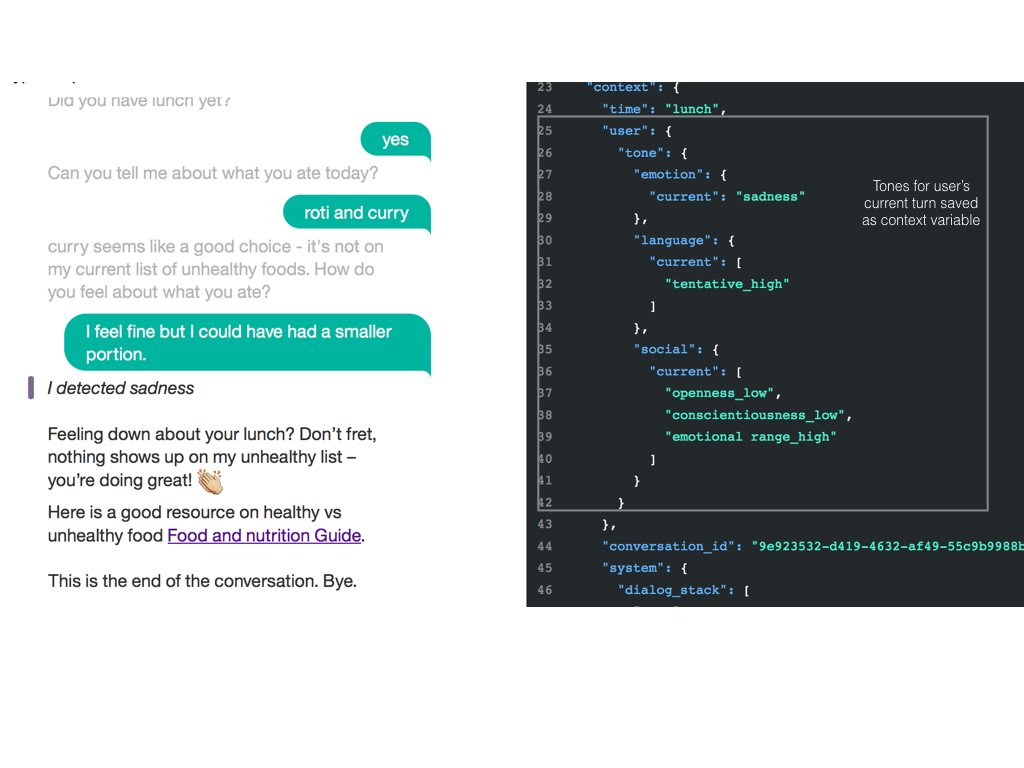 Did you have lunch yet?
yes
Can you tell me about what you ate today?
roti and curry
curry seems like a good choice - it's not on
my current list of unhealthy foods. How do
you feel about what you ate?
I feel fine but I could have had a smaller
portion.
I detected sadness
Feeling down about your lunch? Don’t fret,
nothing shows up on my unhealthy list –
you’re doing great! 👏🏼
Here is a good resource on healthy vs
unhealthy food Food and nutrition Guide.
This is the end of the conversation. Bye.
23 "context": {
24 "time": "lunch",
25 "user": {
26 "tone": {
27 "emotion": {
28 "current": "sadness"
29 },
30 "language": {
31 "current": [
32 "tentative_high"
33 ]
34 },
35 "social": {
36 "current": [
37 "openness_low",
38 "conscientiousness_low",
39 "emotional range_high"
40 ]
41 }
42 }
43 },
44 "conversation_id": "9e923532-d419-4632-af49-55c9b9988b
45 "system": {
46 "dialog_stack": [
Tones for user’s
current turn saved
as context variable